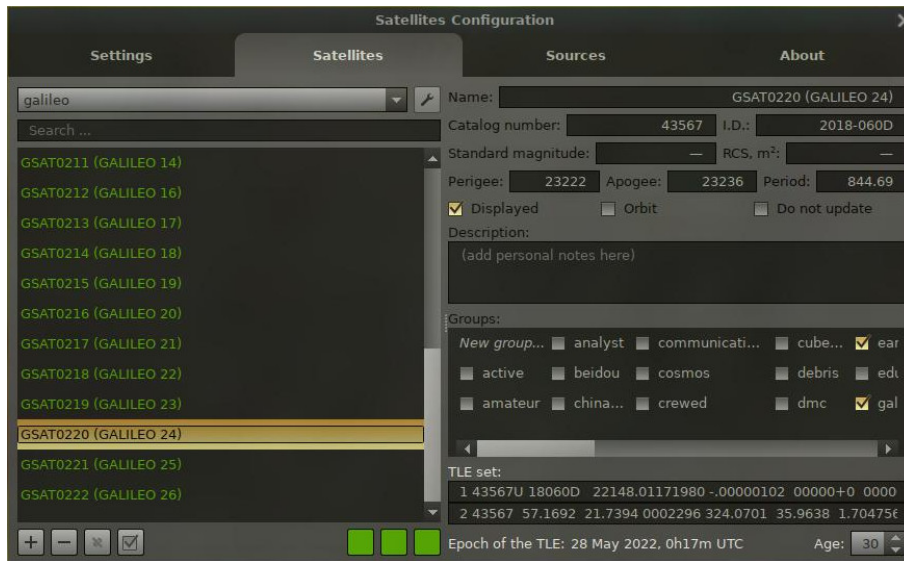 Satellites Configuration
Settings Satellites Sources About
galileo
Search ...
GSAT0211 (GALILEO 14)
GSAT0212 (GALILEO 16)
GSAT0213 (GALILEO 17)
GSAT0214 (GALILEO 18)
GSAT0215 (GALILEO 19)
GSAT0216 (GALILEO 20)
GSAT0217 (GALILEO 21)
GSAT0218 (GALILEO 22)
GSAT0219 (GALILEO 23)
GSAT0220 (GALILEO 24)
GSAT0221 (GALILEO 25)
GSAT0222 (GALILEO 26)
Name: GSAT0220 (GALILEO 24)
Catalog number: 43567 I.D.: 2018-060D
Standard magnitude: — RCS, m²: —
Perigee: 23222 Apogee: 23236 Period: 844.69
Displayed Orbit Do not update
Description:
(add personal notes here)
Groups:
New group... analyst communicati... cube... ear
active beidou cosmos debris edu
amateur china... crewed dmc gal
TLE set:
1 43567U 18060D 22148.01171980 -.00000102 00000+0 0000
2 43567 57.1692 21.7394 0002296 324.0701 35.9638 1.704756
Epoch of the TLE: 28 May 2022, 0h17m UTC Age: 30